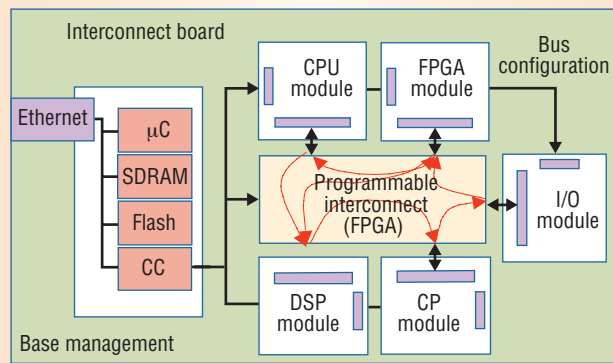 Interconnect board
Ethernet
μC
SDRAM
Flash
CC
Base management
CPU
module
FPGA
module
Bus
configuration
Programmable
interconnect
(FPGA)
I/O
module
DSP
module
CP
module